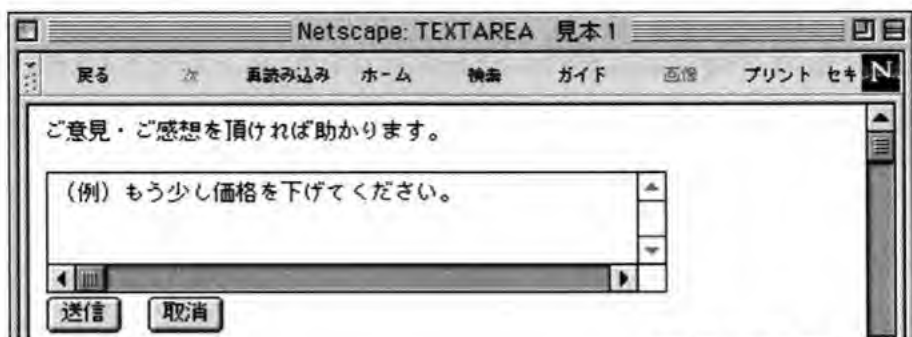 Netscape: TEXTAREA 見本1
戻る 次 再読み込み ホーム 検索 ガイド 画像 プリント セキ N
ご意見・ご感想を頂ければ助かります。
（例）もう少し価格を下げてください。
送信 取消